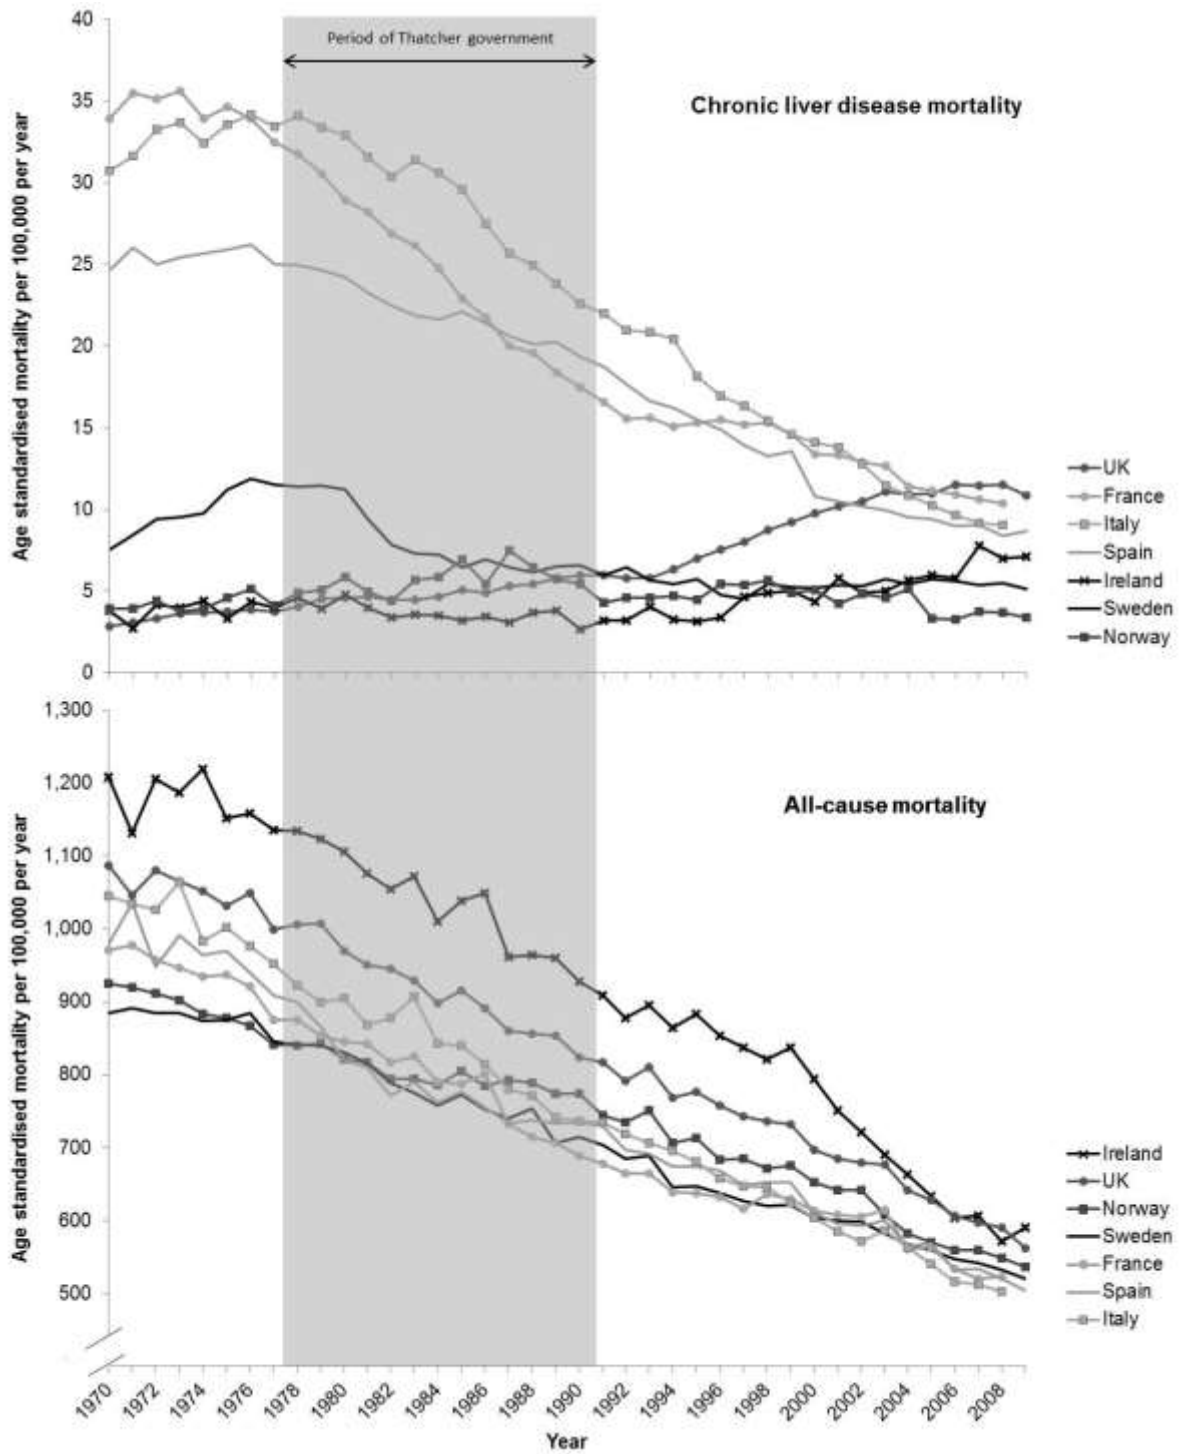 40
Period of Thatcher government
35
Chronic liver disease mortality
30
25
20
15
10
5
0
Age standardised mortality per 100,000 per year
UK
France
Italy
Spain
Ireland
Sweden
Norway
1,300
1,200
All-cause mortality
1,100
1,000
900
800
700
600
500
Age standardised mortality per 100,000 per year
Ireland
UK
Norway
Sweden
France
Spain
Italy
1970 1972 1974 1976 1978 1980 1982 1984 1986 1988 1990 1992 1994 1996 1998 2000 2002 2004 2006 2008
Year